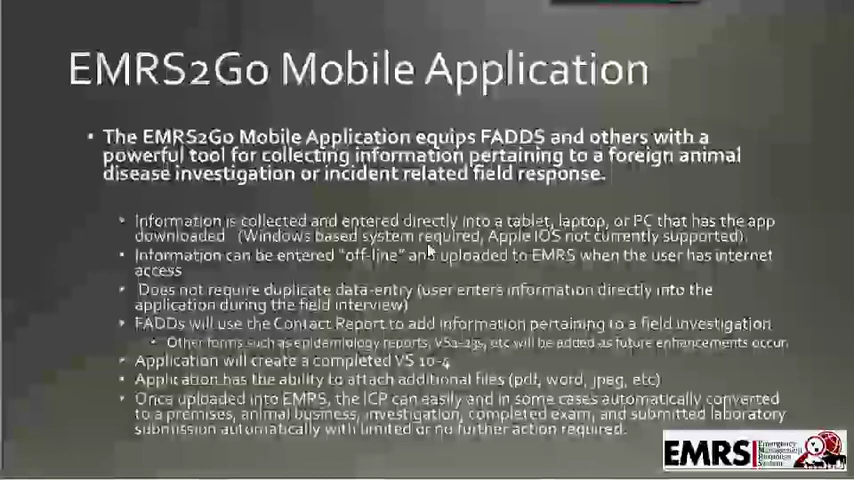 EMRS2Go Mobile Application
• The EMRS2Go Mobile Application equips FADDS and others with a
powerful tool for collecting information pertaining to a foreign animal
disease investigation or incident related field response.
• Information is collected and entered directly into a tablet, laptop, or PC that has the app
downloaded (Windows based system required, Apple IOS not currently supported)
• Information can be entered "off-line" and uploaded to EMRS when the user has internet
access
• Does not require duplicate data-entry (user enters information directly into the
application during the field interview)
• FADDs will use the Contact Report to add information pertaining to a field investigation
• Other forms such as epidemiology reports, etc will be added as future enhancements occur.
• Application will create a completed VS 10-4
• Application has the ability to attach additional files (pdf, word, jpeg, etc)
• Once uploaded into EMRS, the ICP can easily and in some cases automatically converted
to a premises, animal business, investigation, completed exam, and submitted laboratory
submission automatically with limited or no further action required.
EMRS
Emergency
Management
Response
System